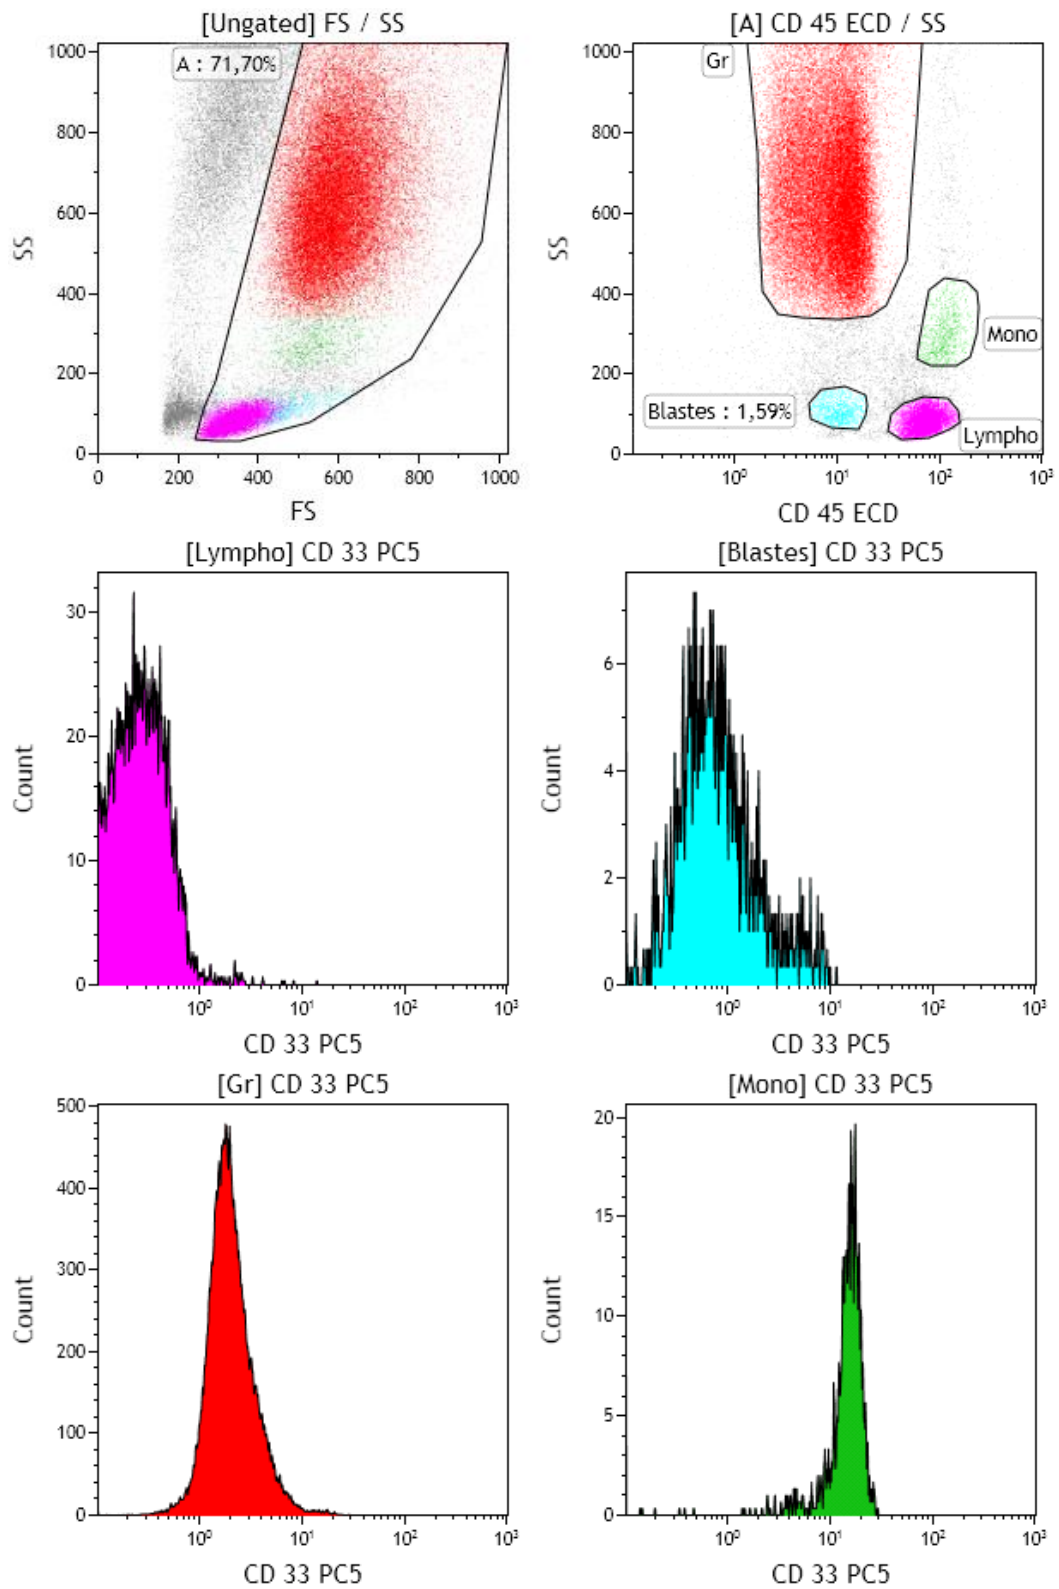 [Ungated] FS / SS
1000
800
600
400
200
0
SS
A : 71,70%
0 200 400 600 800 1000
FS
[A] CD 45 ECD / SS
1000
800
600
400
200
0
SS
Gr
Mono
Blastes : 1,59%
Lympho
10⁰ 10¹ 10² 10³
CD 45 ECD
[Lympho] CD 33 PC5
30
20
10
0
Count
10⁰ 10¹ 10² 10³
CD 33 PC5
[Blastes] CD 33 PC5
6
4
2
0
Count
10⁰ 10¹ 10² 10³
CD 33 PC5
[Gr] CD 33 PC5
500
400
300
200
100
0
Count
10⁰ 10¹ 10² 10³
CD 33 PC5
[Mono] CD 33 PC5
20
15
10
5
0
Count
10⁰ 10¹ 10² 10³
CD 33 PC5